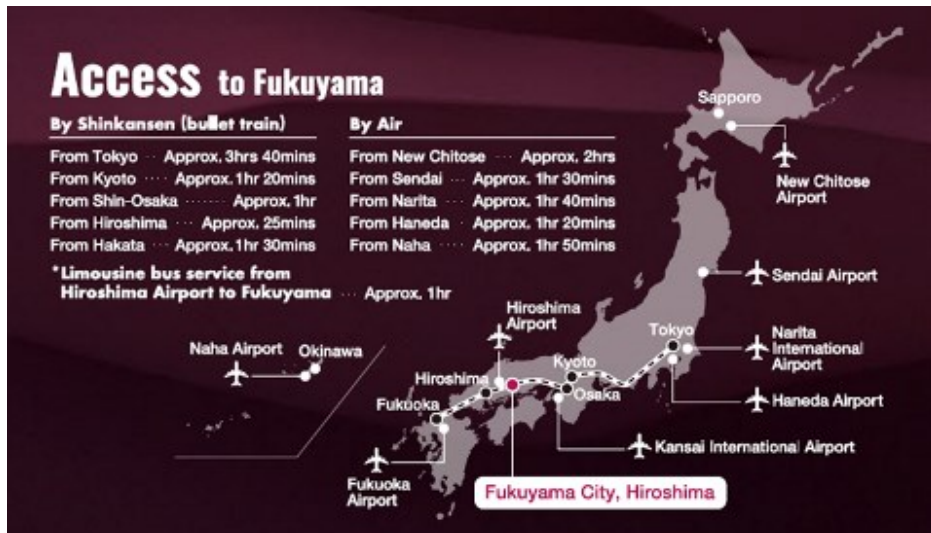 Access to Fukuyama
By Shinkansen (bullet train)
From Tokyo ··· Approx. 3hrs 40mins
From Kyoto ···· Approx. 1hr 20mins
From Shin-Osaka ······· Approx. 1hr
From Hiroshima ···· Approx. 25mins
From Hakata ··· Approx. 1hr 30mins
By Air
From New Chitose ··· Approx. 2hrs
From Sendai ··· Approx. 1hr 30mins
From Narita ···· Approx. 1hr 40mins
From Haneda ·· Approx. 1hr 20mins
From Naha ···· Approx. 1hr 50mins
*Limousine bus service from
Hiroshima Airport to Fukuyama ··· Approx. 1hr
Sapporo
New Chitose
Airport
Sendai Airport
Hiroshima
Airport
Tokyo
Narita
International
Airport
Naha Airport
Okinawa
Kyoto
Hiroshima
Osaka
Haneda Airport
Fukuoka
Kansai International Airport
Fukuoka
Airport
Fukuyama City, Hiroshima